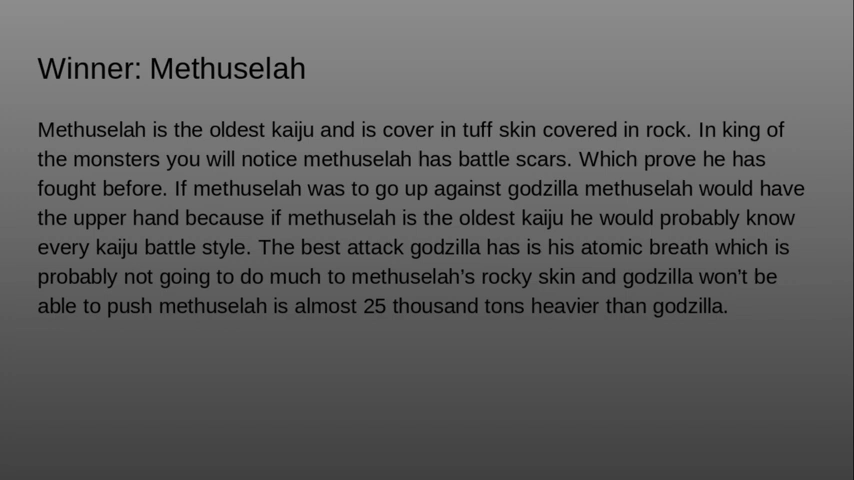 Winner: Methuselah
Methuselah is the oldest kaiju and is cover in tuff skin covered in rock. In king of
the monsters you will notice methuselah has battle scars. Which prove he has
fought before. If methuselah was to go up against godzilla methuselah would have
the upper hand because if methuselah is the oldest kaiju he would probably know
every kaiju battle style. The best attack godzilla has is his atomic breath which is
probably not going to do much to methuselah’s rocky skin and godzilla won’t be
able to push methuselah is almost 25 thousand tons heavier than godzilla.